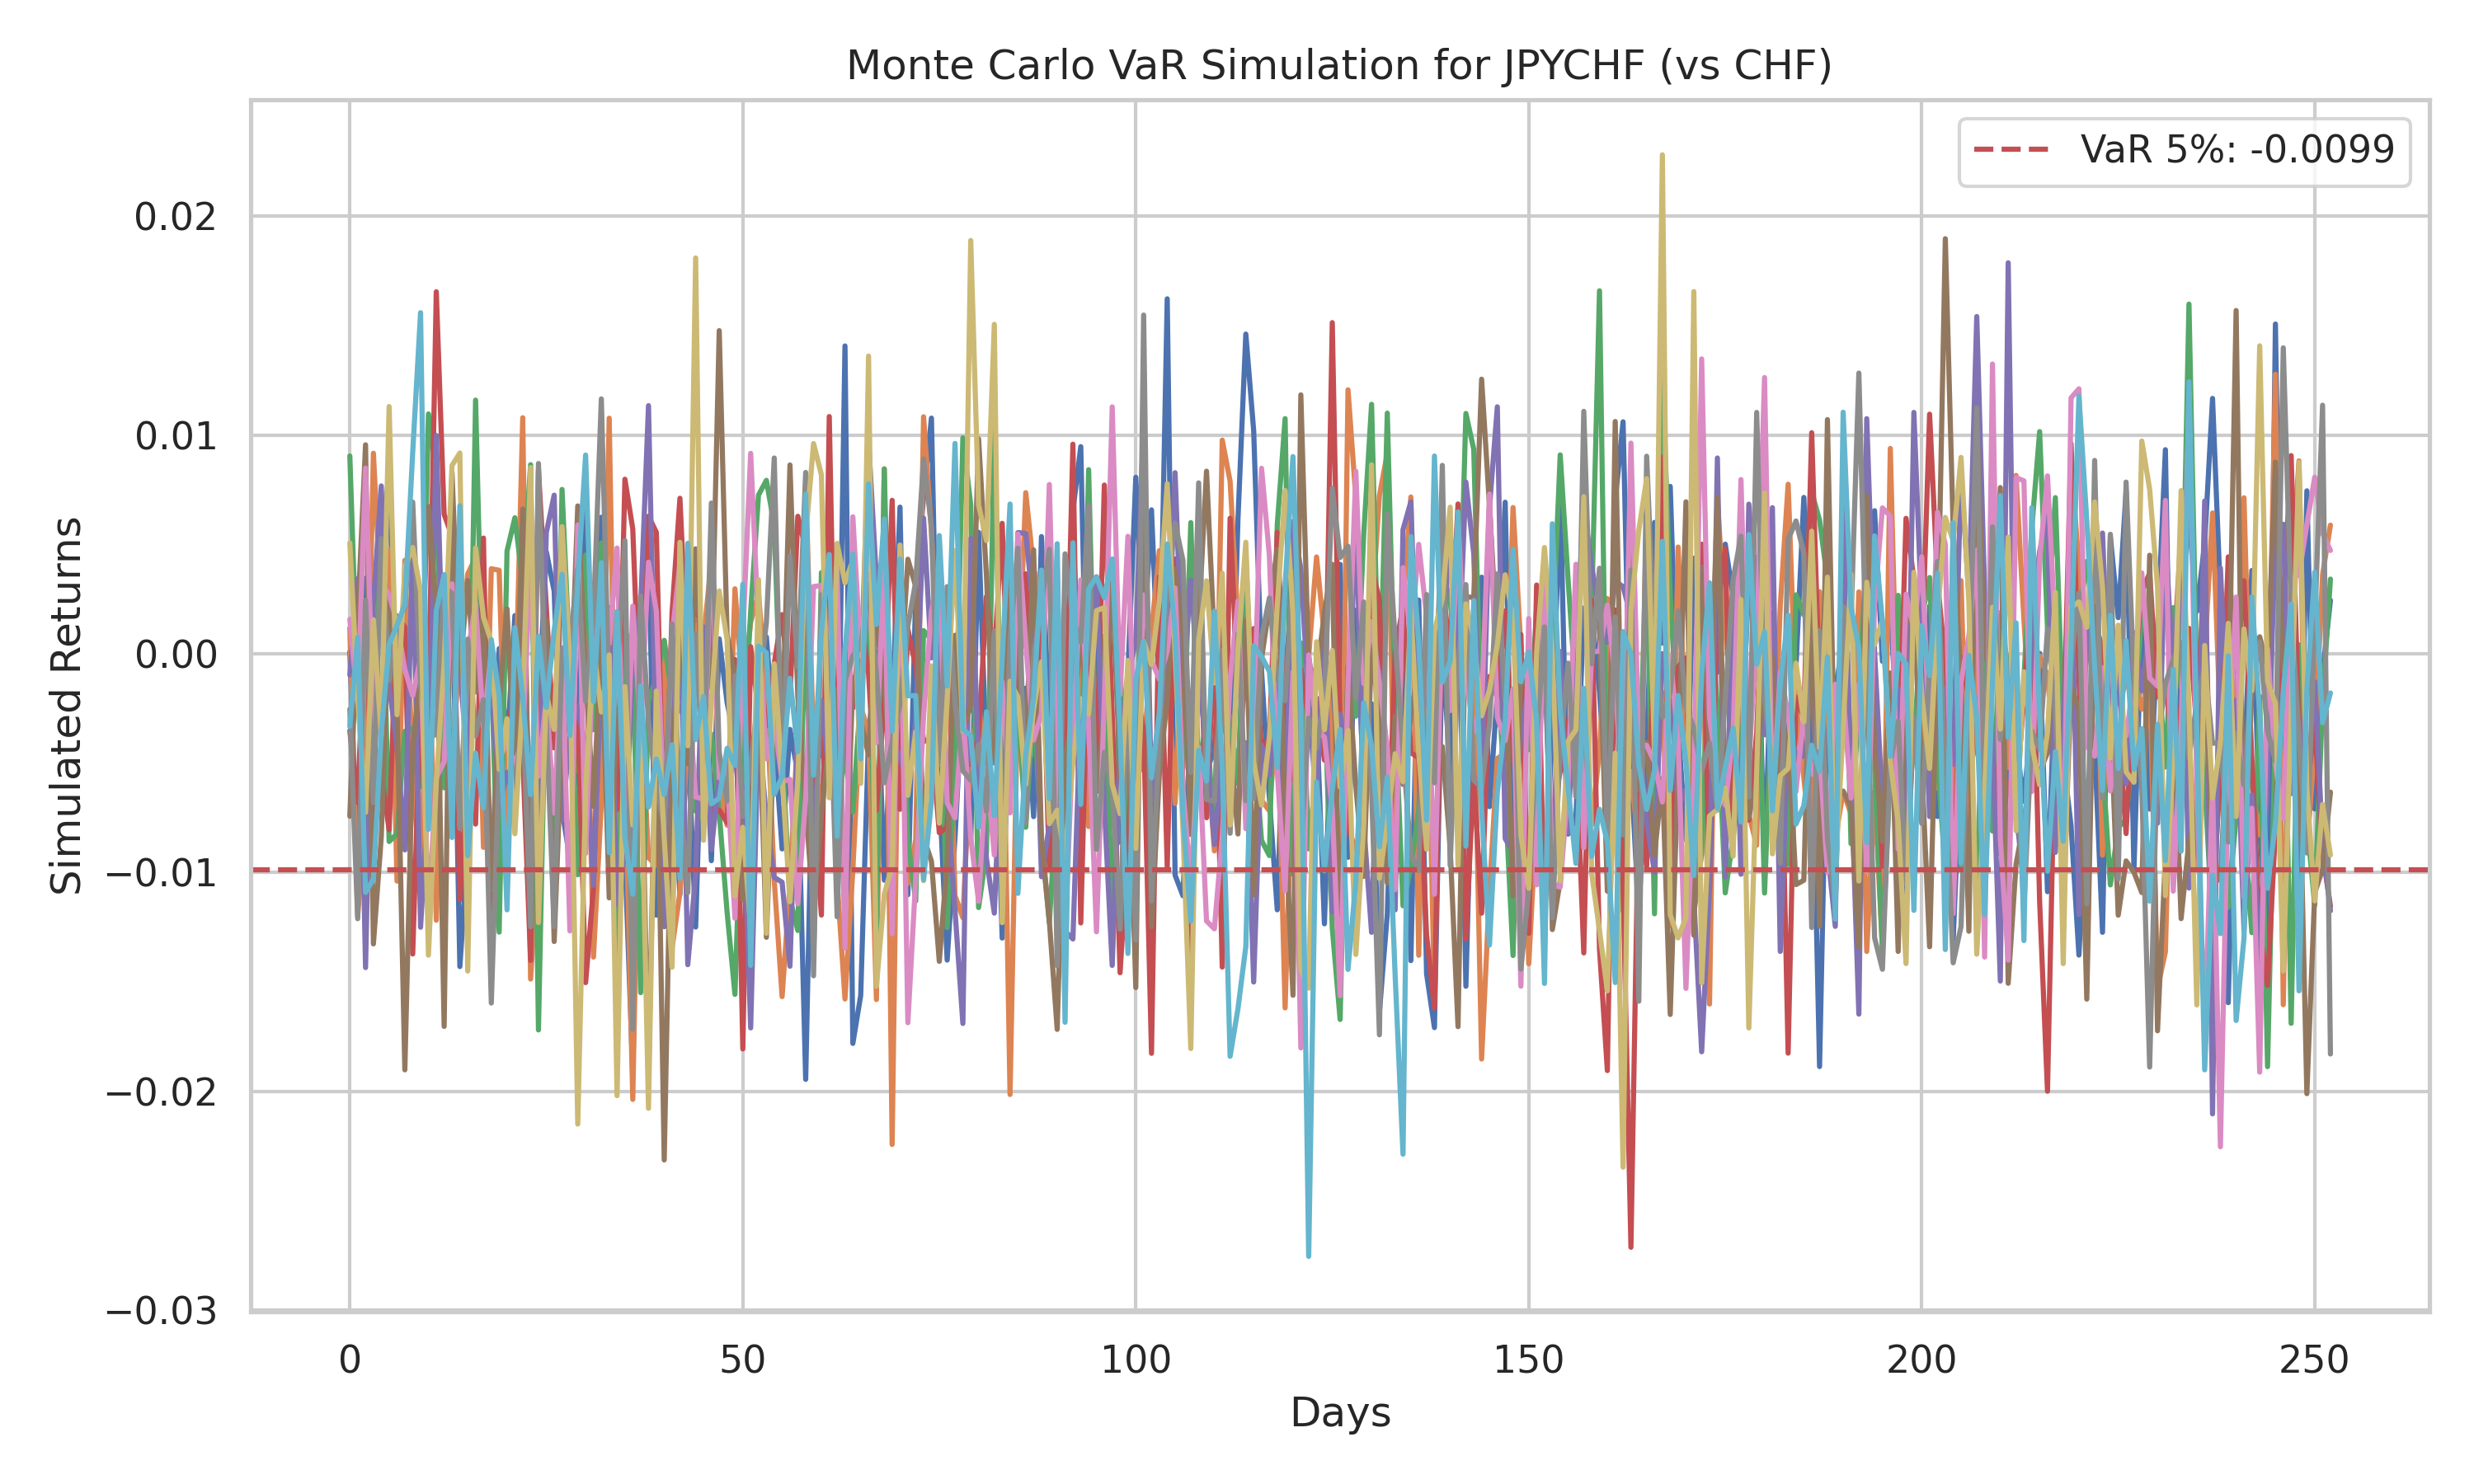 Monte Carlo VaR Simulation for JPYCHF (vs CHF)
VaR 5%: -0.0099
0.02
0.01
0.00
−0.01
−0.02
−0.03
Simulated Returns
0 50 100 150 200 250
Days